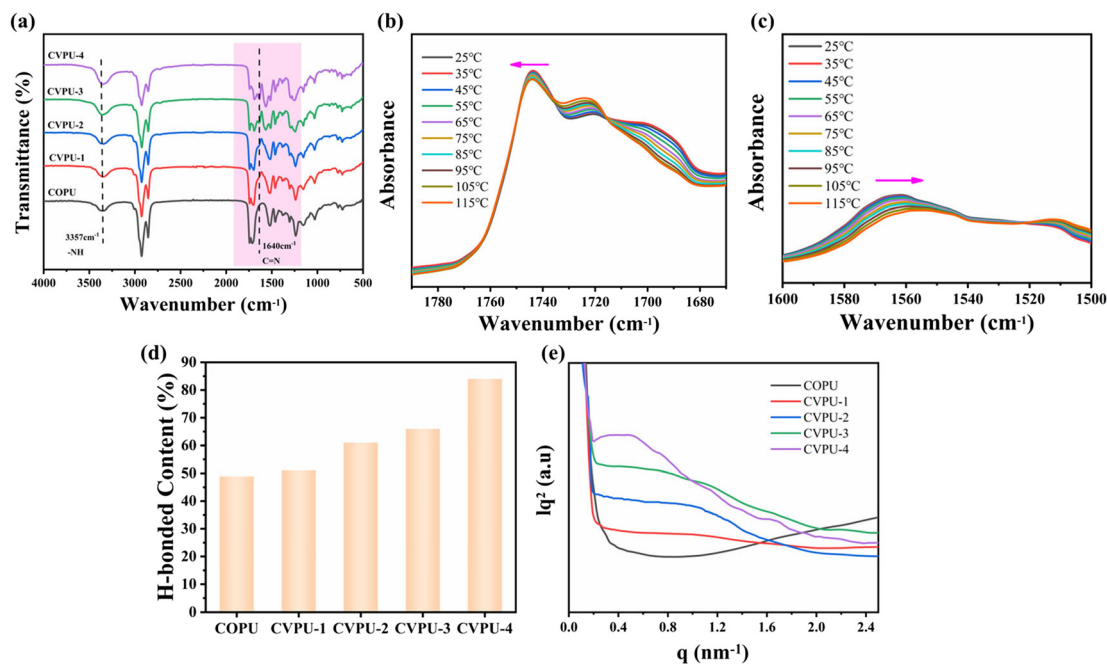 (a)
Transmittance (%)
CVPU-4
CVPU-3
CVPU-2
CVPU-1
COPU
3357cm-1
-NH
1640cm-1
C=N
4000 3500 3000 2500 2000 1500 1000 500
Wavenumber (cm-1)
(b)
Absorbance
25℃
35℃
45℃
55℃
65℃
75℃
85℃
95℃
105℃
115℃
1780 1760 1740 1720 1700 1680
Wavenumber (cm-1)
(c)
Absorbance
25℃
35℃
45℃
55℃
65℃
75℃
85℃
95℃
105℃
115℃
1600 1580 1560 1540 1520 1500
Wavenumber (cm-1)
(d)
H-bonded Content (%)
90
80
70
60
50
40
30
20
10
0
COPU CVPU-1 CVPU-2 CVPU-3 CVPU-4
(e)
Iq2 (a.u)
COPU
CVPU-1
CVPU-2
CVPU-3
CVPU-4
0.0 0.4 0.8 1.2 1.6 2.0 2.4
q (nm-1)